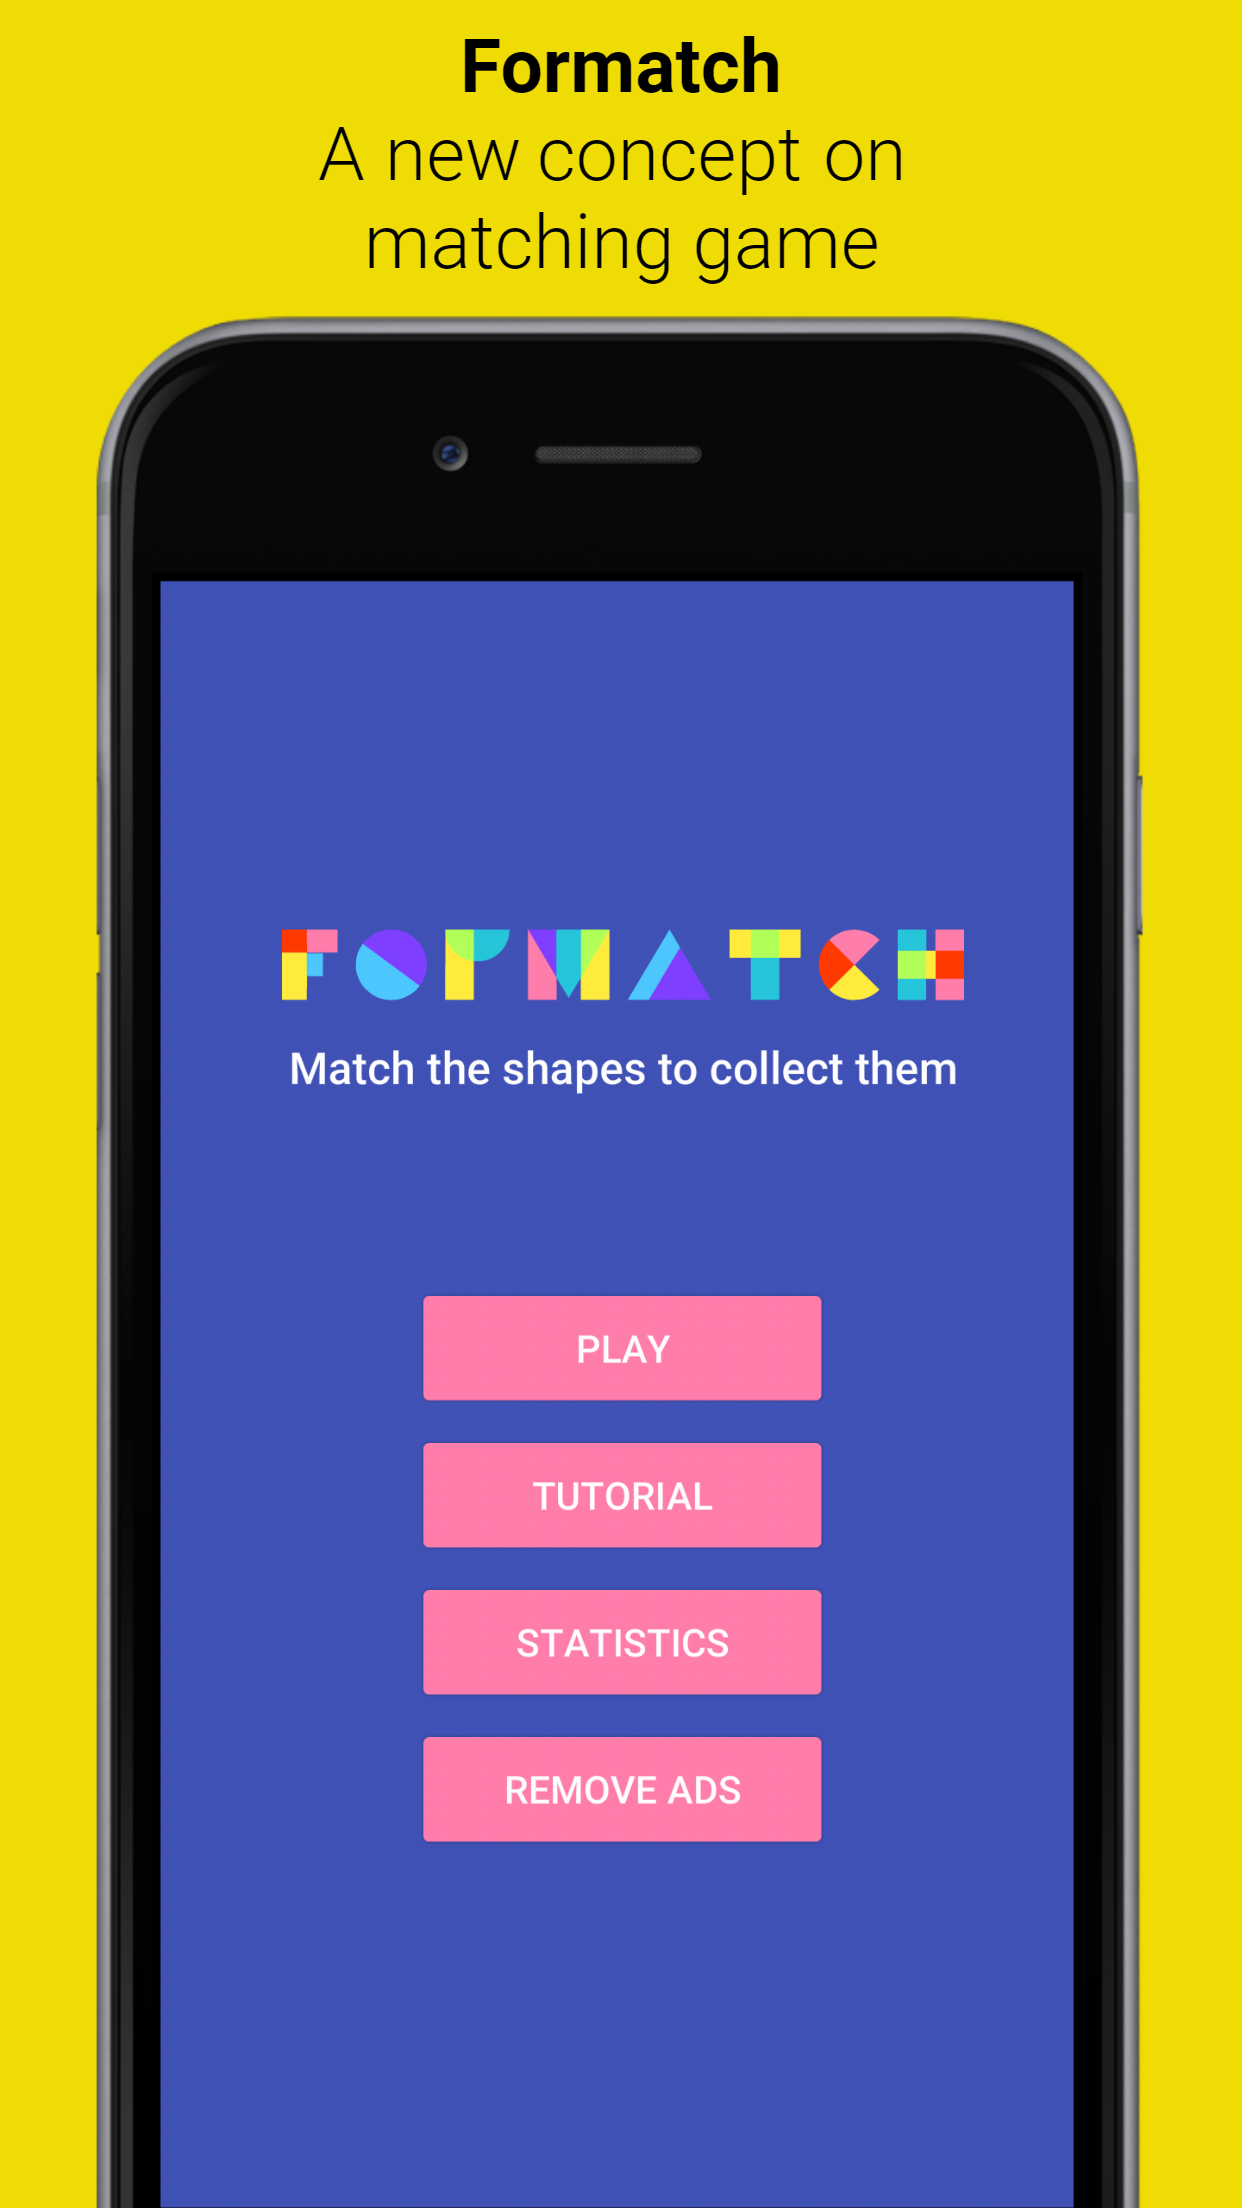 Formatch
A new concept on
matching game
FORMATCH
Match the shapes to collect them
PLAY
TUTORIAL
STATISTICS
REMOVE ADS